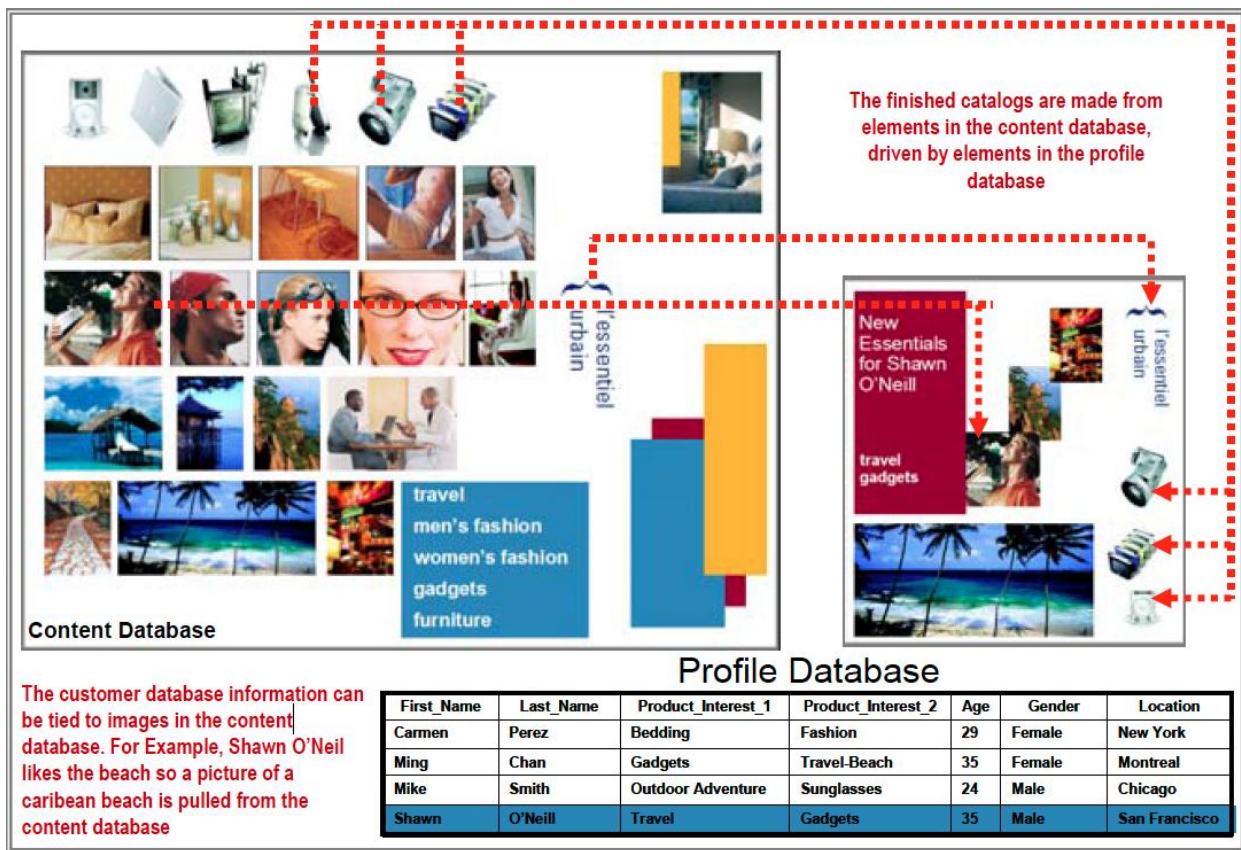 The finished catalogs are made from
elements in the content database,
driven by elements in the profile
database
l'essentiel
urbain
travel
men's fashion
women's fashion
gadgets
furniture
Content Database
New
Essentials
for Shawn
O'Neill
travel
gadgets
l'essentiel
urbain
The customer database information can
be tied to images in the content
database. For Example, Shawn O'Neil
likes the beach so a picture of a
caribean beach is pulled from the
content database
Profile Database
First_Name Last_Name Product_Interest_1 Product_Interest_2 Age Gender Location
Carmen Perez Bedding Fashion 29 Female New York
Ming Chan Gadgets Travel-Beach 35 Female Montreal
Mike Smith Outdoor Adventure Sunglasses 24 Male Chicago
Shawn O'Neill Travel Gadgets 35 Male San Francisco